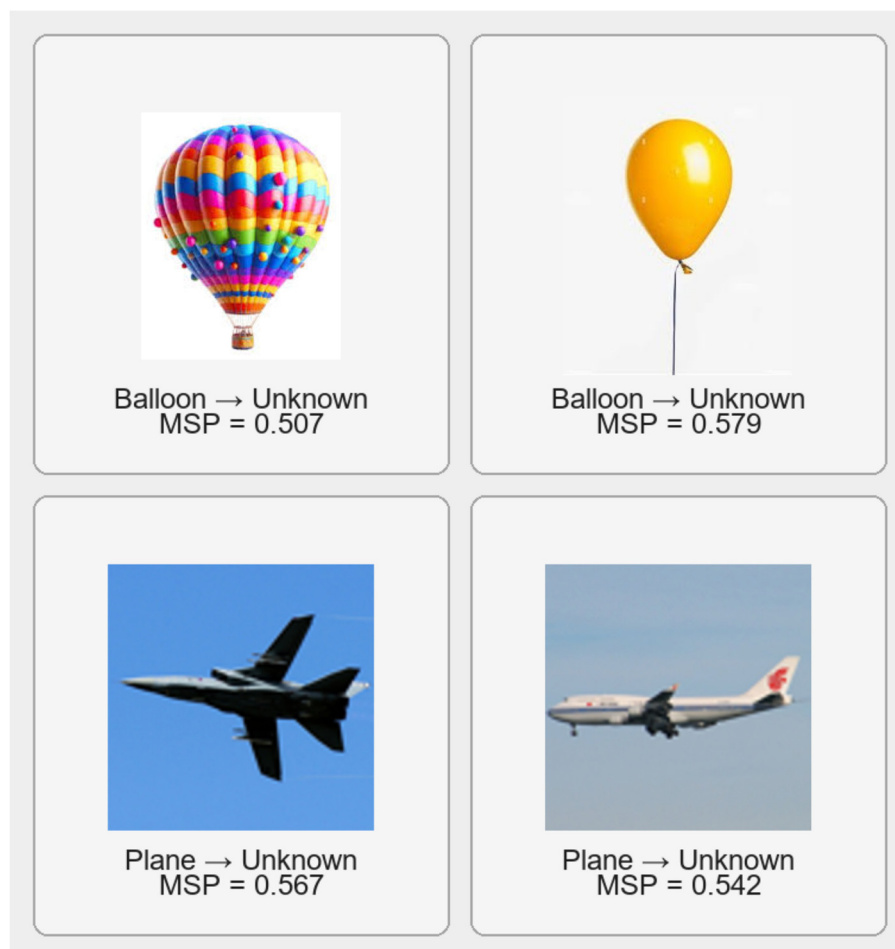 Balloon → Unknown
MSP = 0.507
Balloon → Unknown
MSP = 0.579
Plane → Unknown
MSP = 0.567
Plane → Unknown
MSP = 0.542